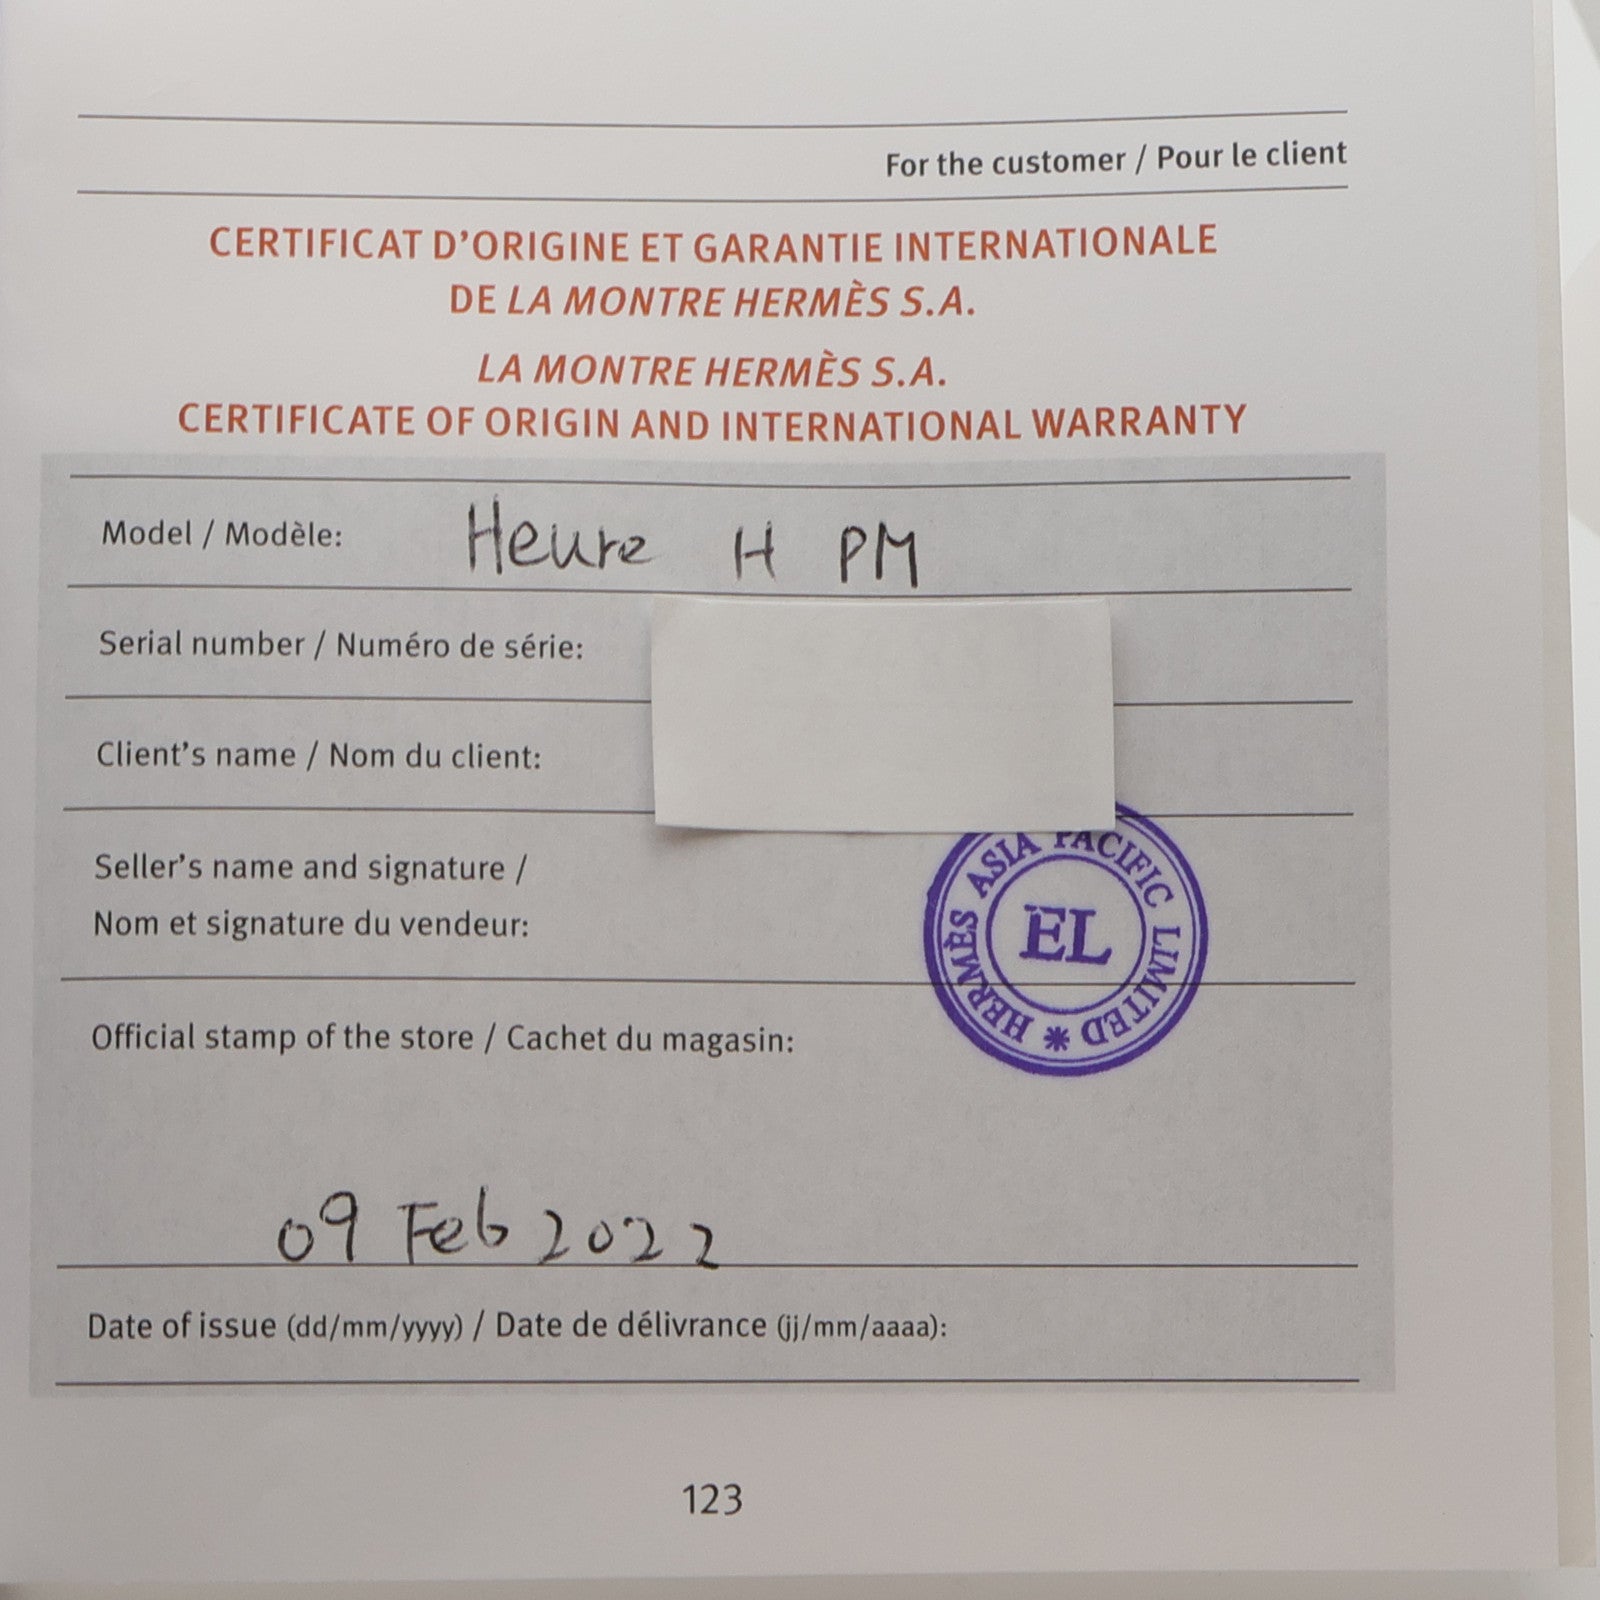 For the customer / Pour le client
CERTIFICAT D'ORIGINE ET GARANTIE INTERNATIONALE
DE LA MONTRE HERMÈS S.A.
LA MONTRE HERMÈS S.A.
CERTIFICATE OF ORIGIN AND INTERNATIONAL WARRANTY
Model / Modèle: Heure H PM
Serial number / Numéro de série:
Client's name / Nom du client:
Seller's name and signature /
Nom et signature du vendeur:
HERMÈS ASIA PACIFIC LIMITED *
EL
Official stamp of the store / Cachet du magasin:
09 Feb 2022
Date of issue (dd/mm/yyyy) / Date de délivrance (jj/mm/aaaa):
123